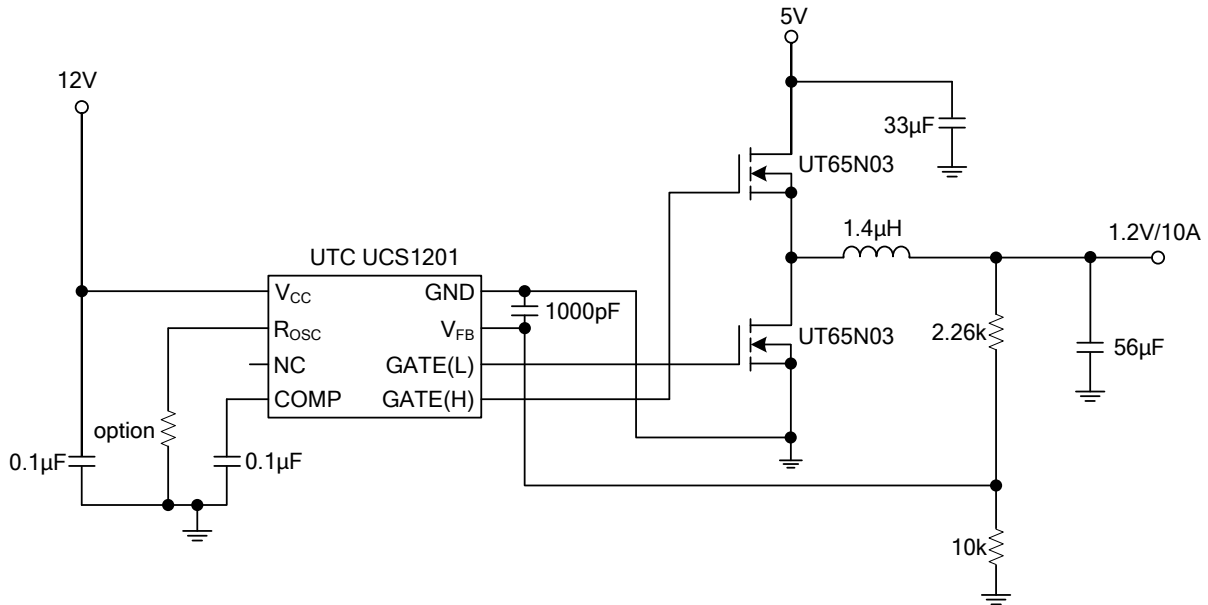 5V
12V
33µF
UT65N03
1.4µH
1.2V/10A
UTC UCS1201
VCC
GND
1000pF
ROSC
VFB
UT65N03
2.26k
56µF
NC
GATE(L)
COMP
GATE(H)
option
0.1µF
0.1µF
10k